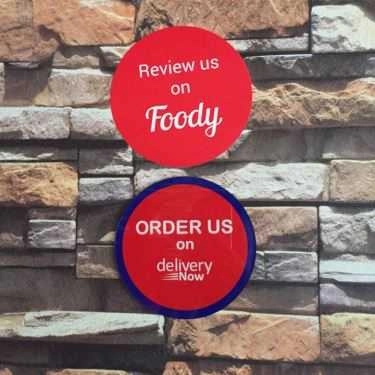 Review us
on
Foody
ORDER US
on
delivery
Now